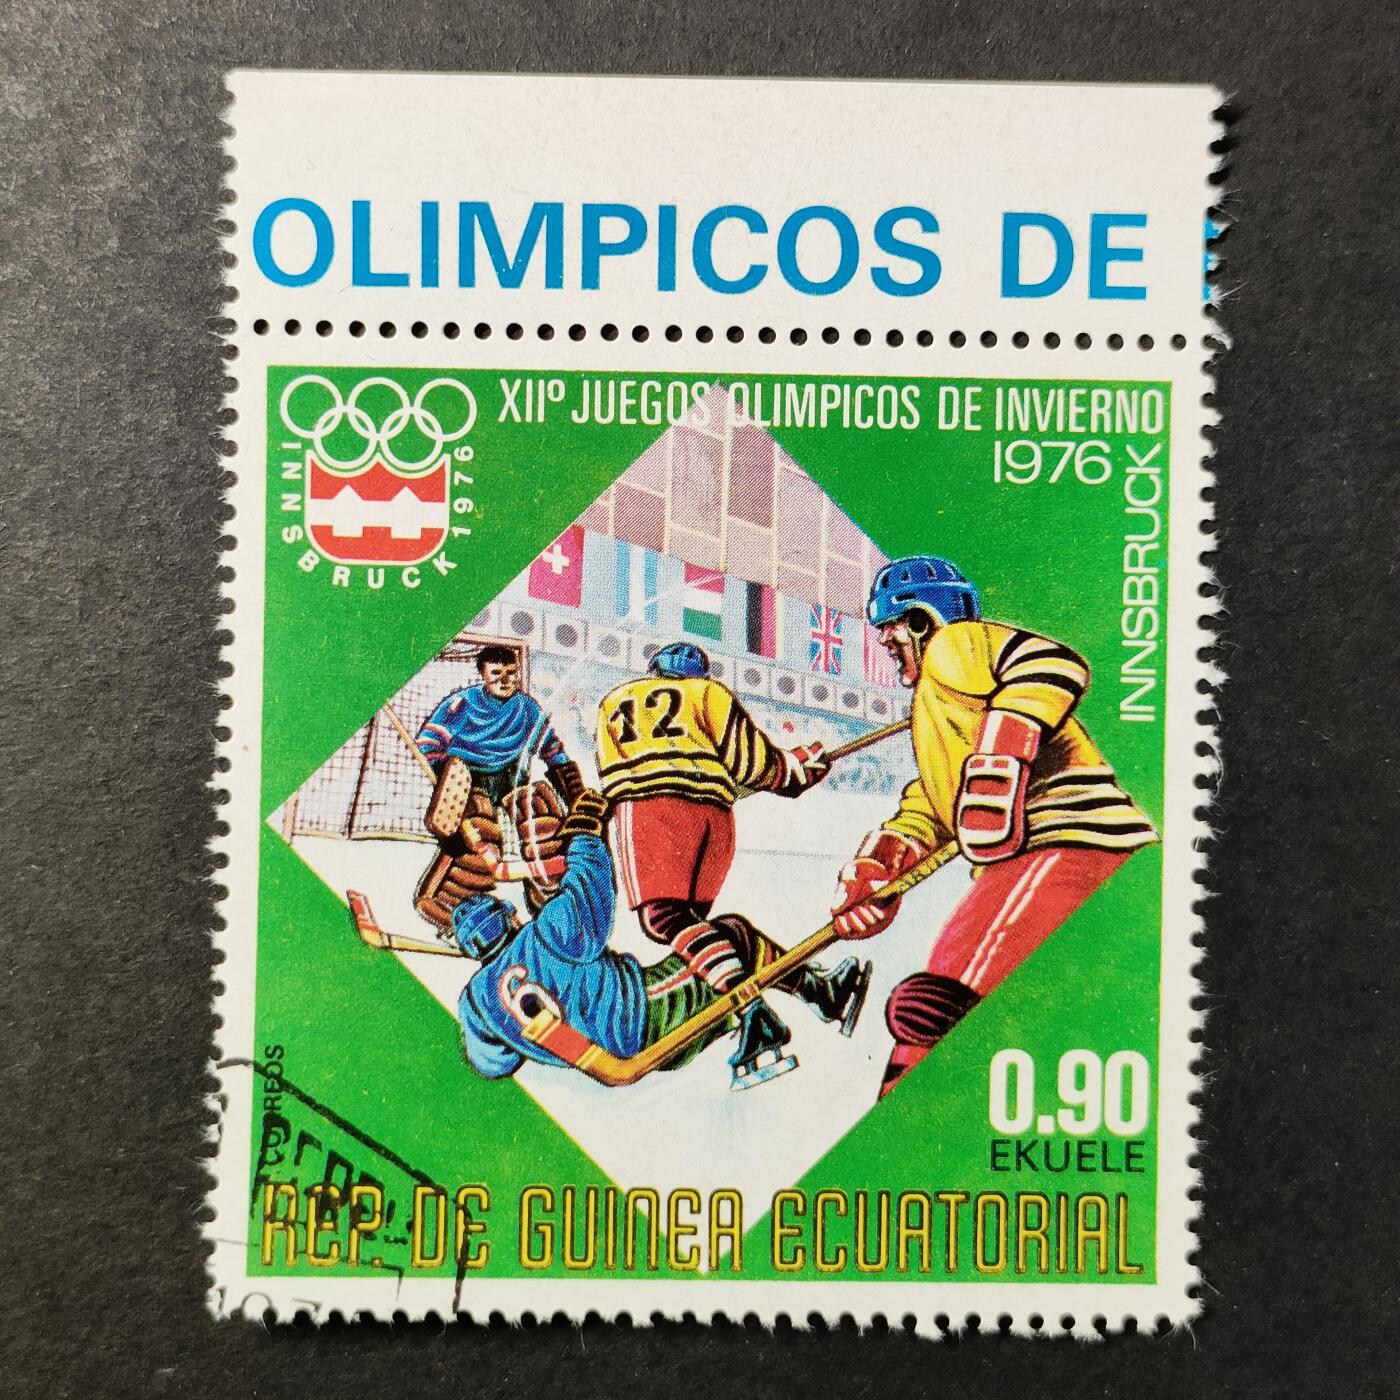 OLIMPICOS DE
XIIº JUEGOS OLIMPICOS DE INVIERNO
1976
INNSBRUCK
INNSBRUCK 1976
12
6
CORREOS
0.90
EKUELE
REP. DE GUINEA ECUATORIAL